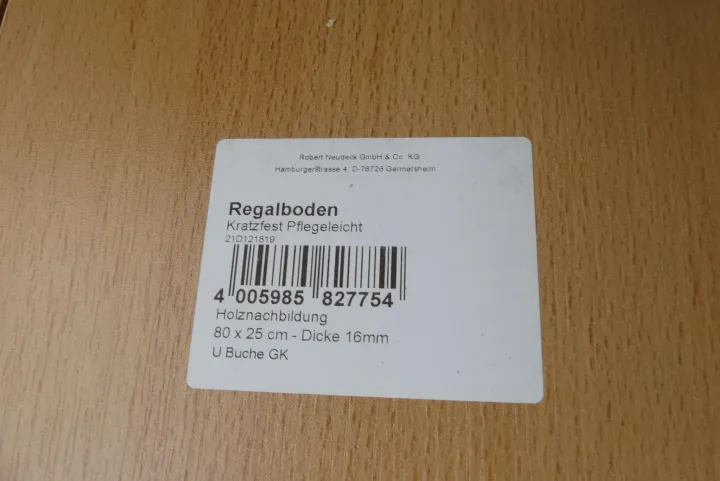 Robert Neudeck GmbH & Co. KG
Hamburgerstrasse 4, D-76726 Germersheim
Regalboden
Kratzfest Pflegeleicht
21D121819
4 005985 827754
Holznachbildung
80 x 25 cm - Dicke 16mm
U Buche GK